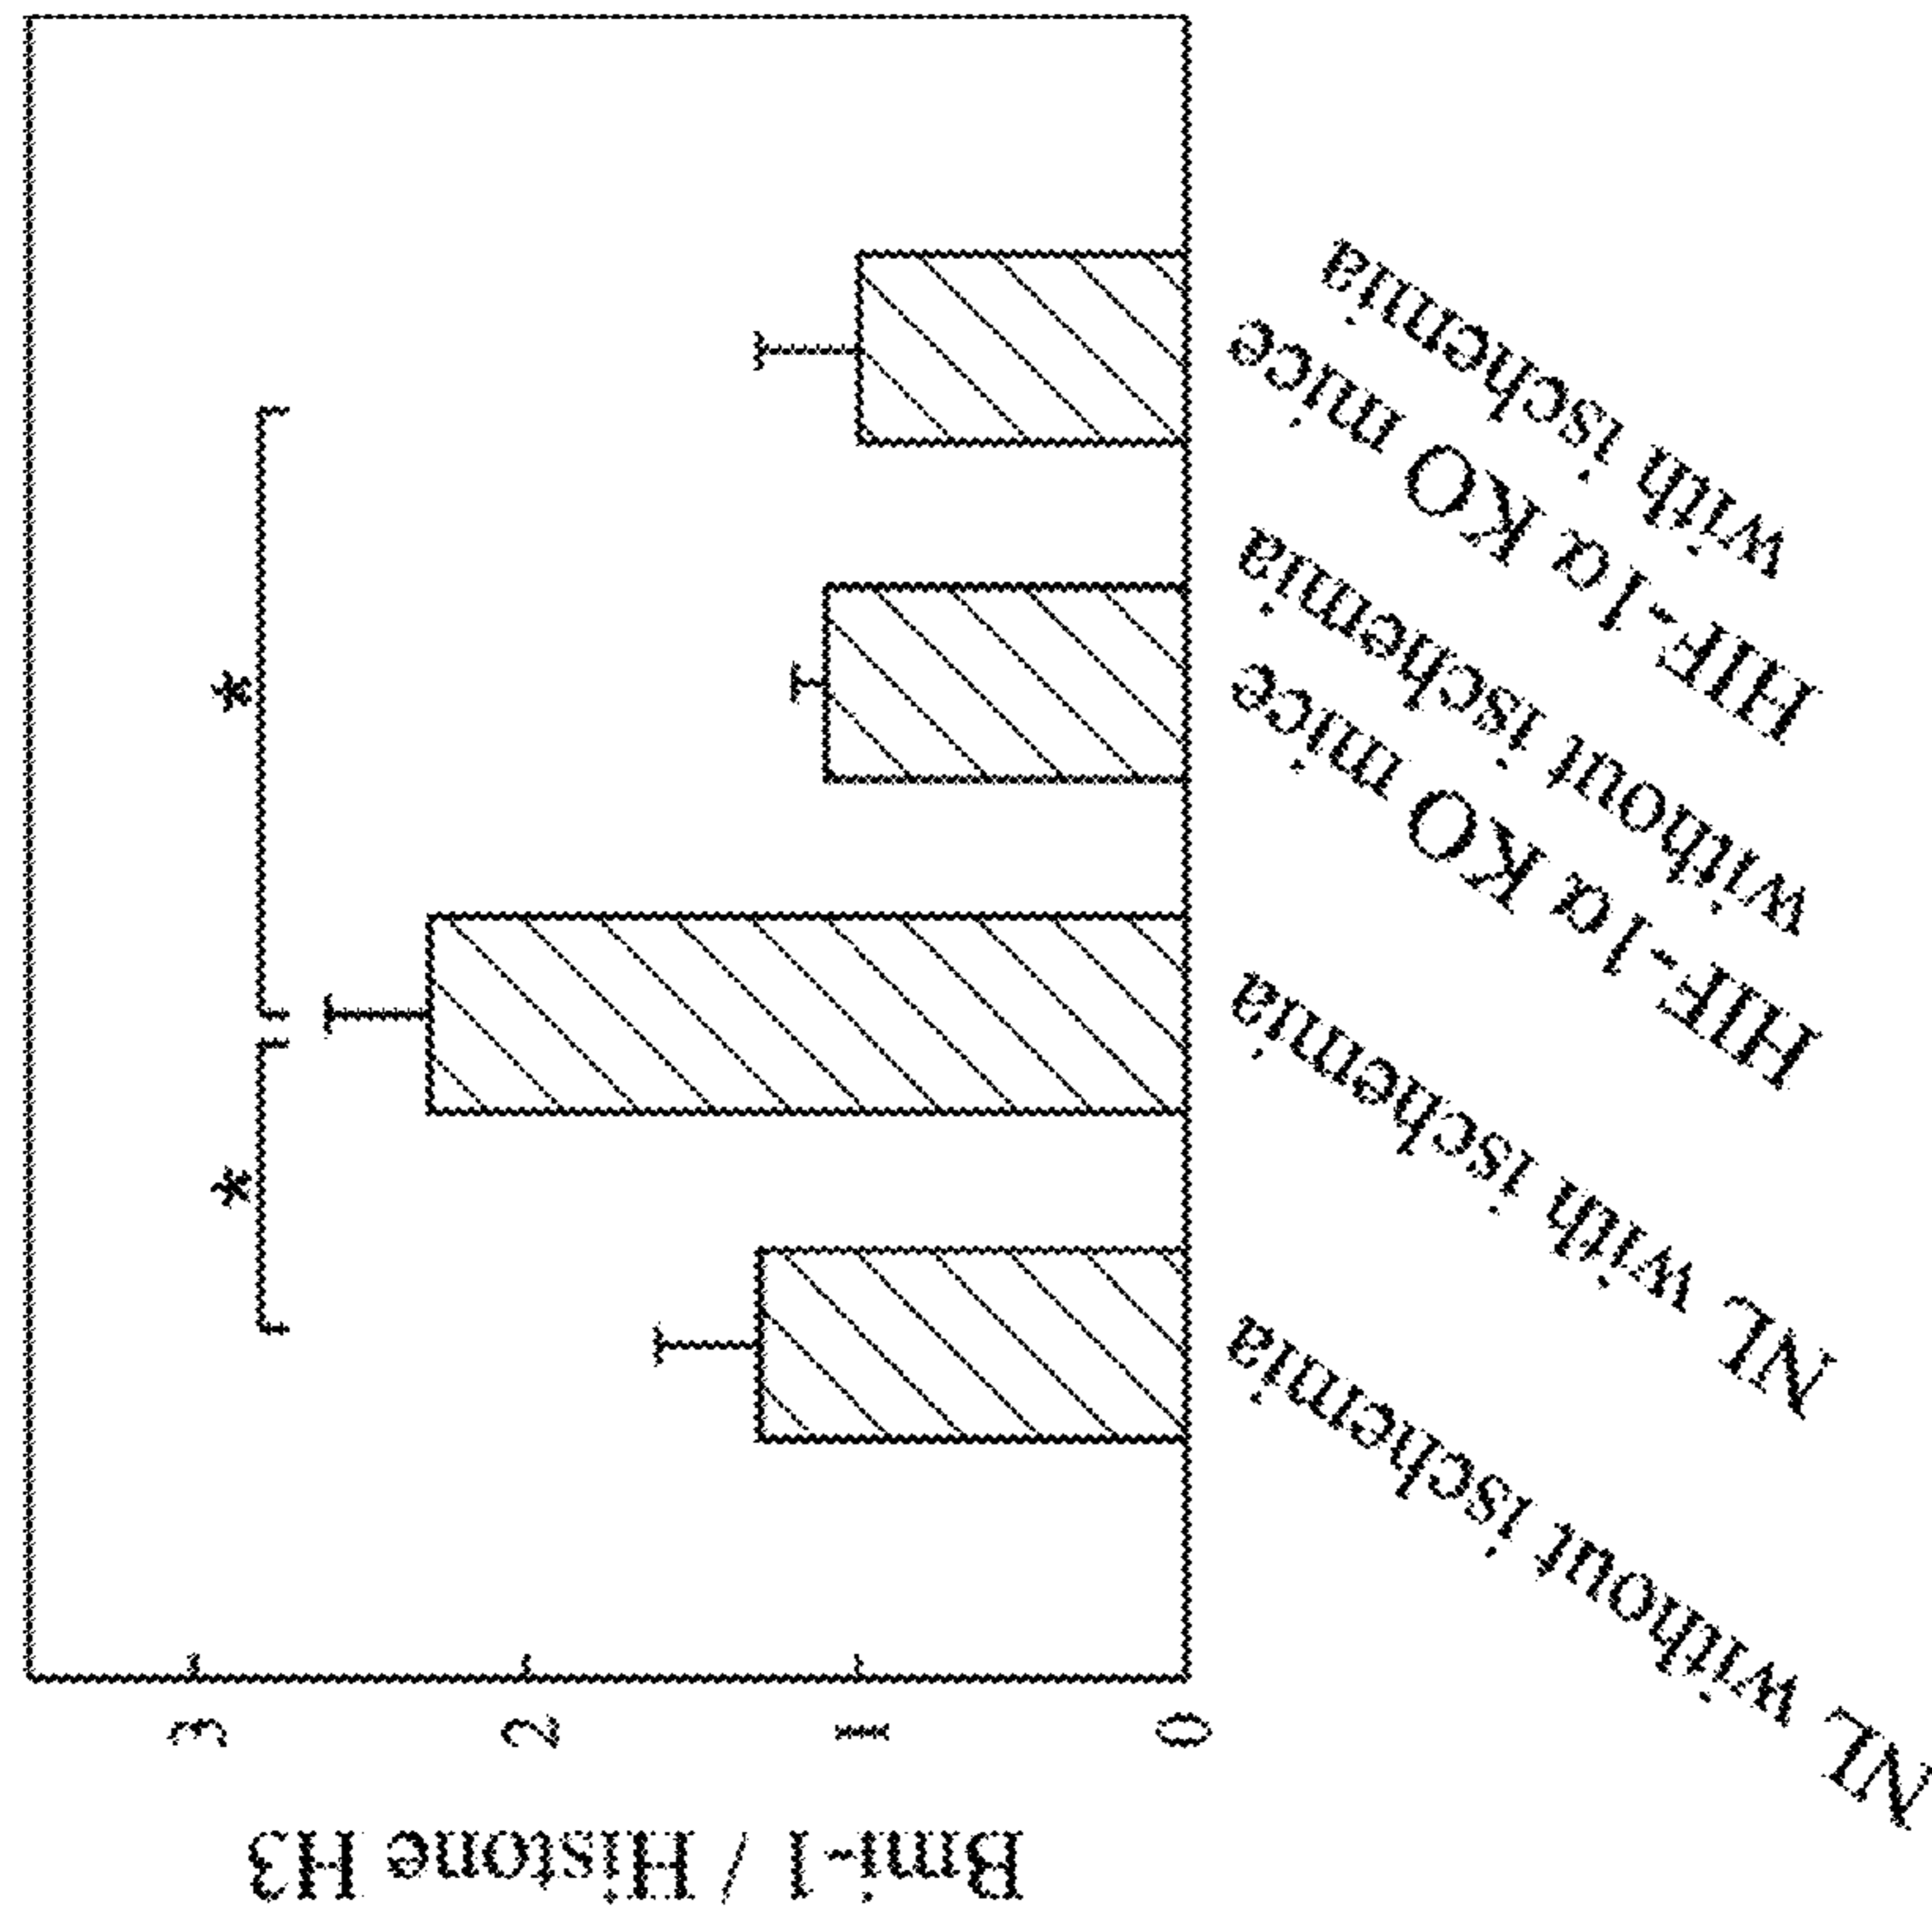 Bmi-1 / Histone H3
3
2
1
0
*
*
NL without ischemia
NL with ischemia
HIF-1α KO mice
without ischemia
HIF-1α KO mice
with ischemia